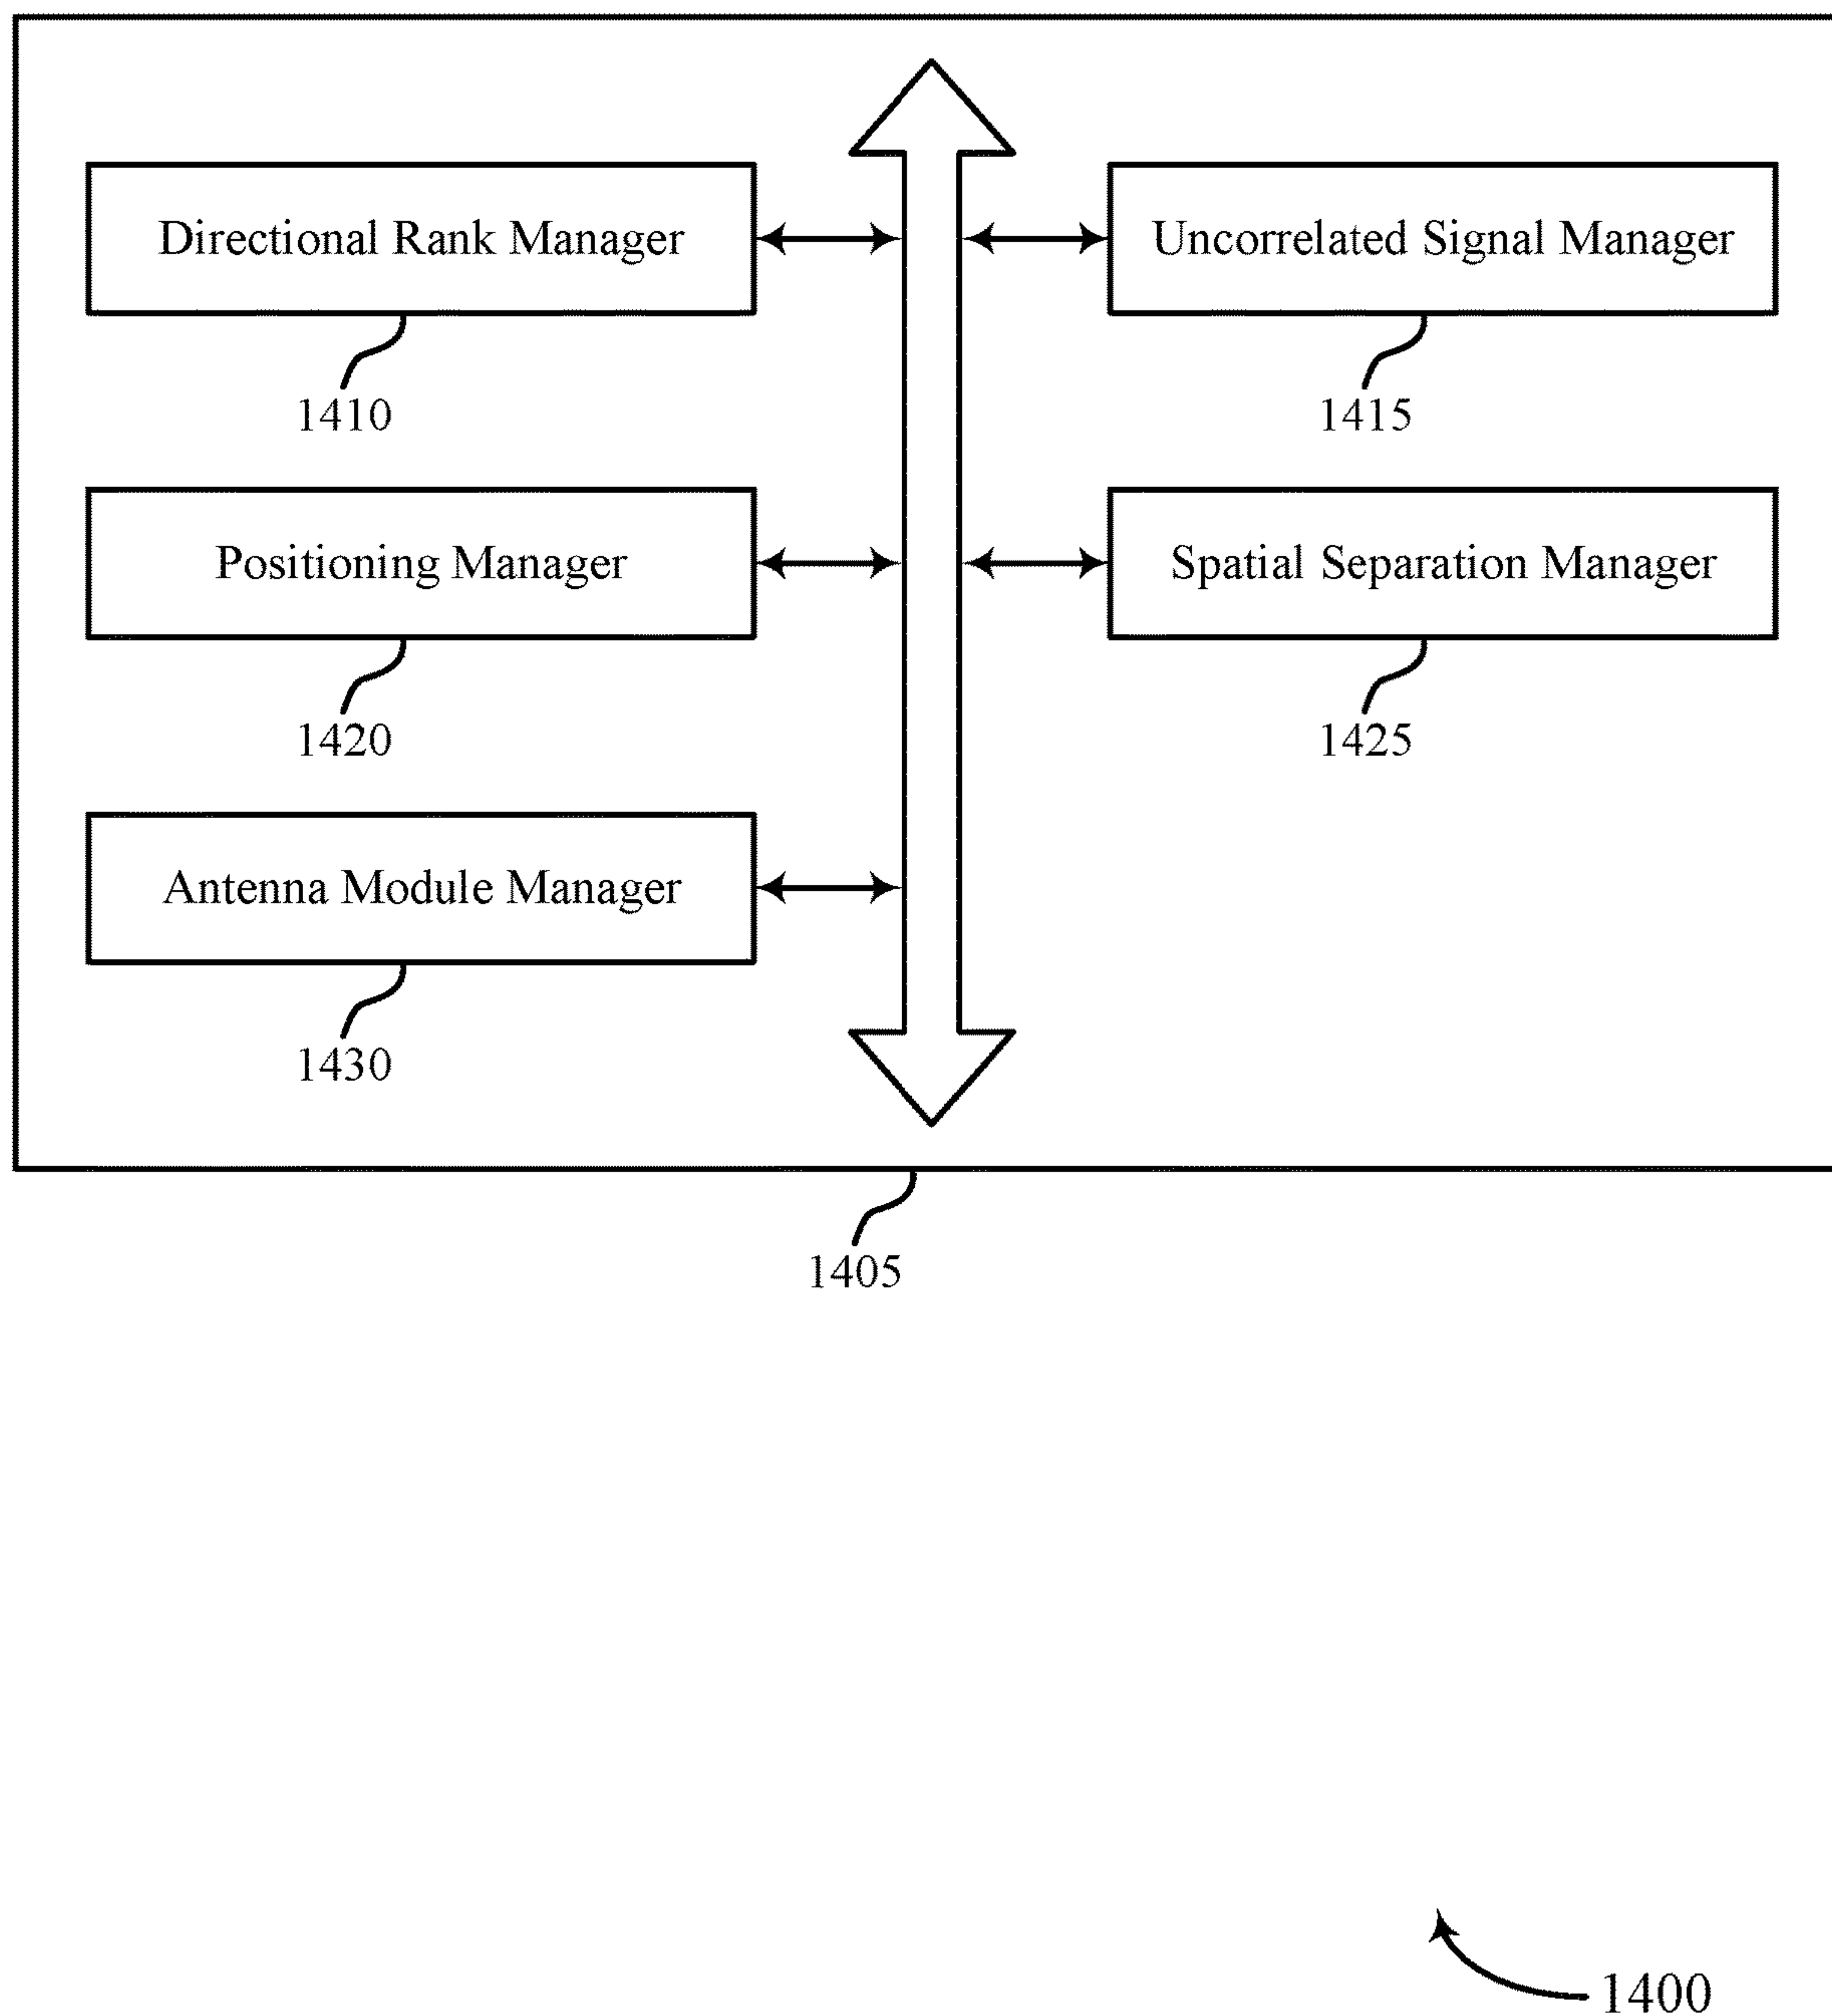 Directional Rank Manager
1410
Uncorrelated Signal Manager
1415
Positioning Manager
1420
Spatial Separation Manager
1425
Antenna Module Manager
1430
1405
1400